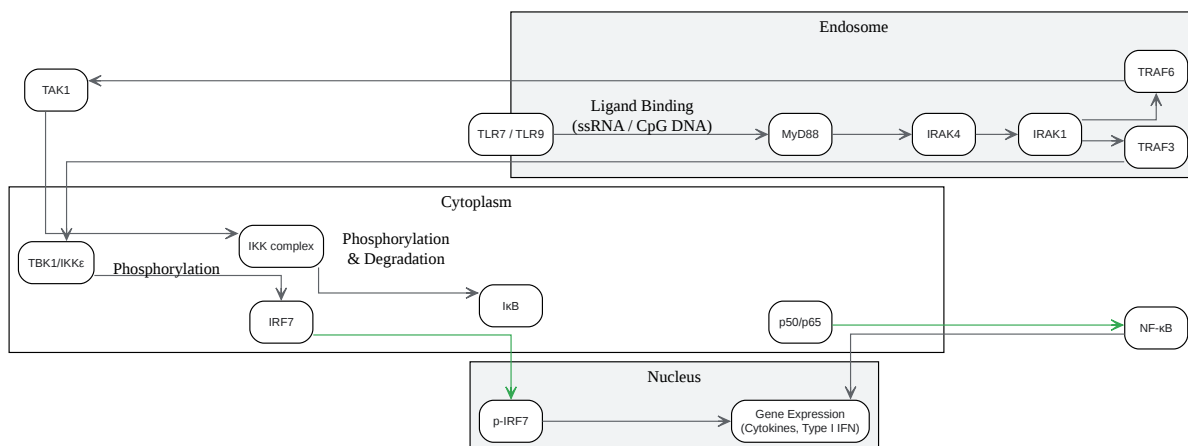 Endosome
TRAF6
TAK1
Ligand Binding
(ssRNA / CpG DNA)
TLR7 / TLR9
MyD88
IRAK4
IRAK1
TRAF3
Cytoplasm
IKK complex
Phosphorylation
& Degradation
TBK1/IKKε
Phosphorylation
IκB
IRF7
p50/p65
NF-κB
Nucleus
p-IRF7
Gene Expression
(Cytokines, Type I IFN)